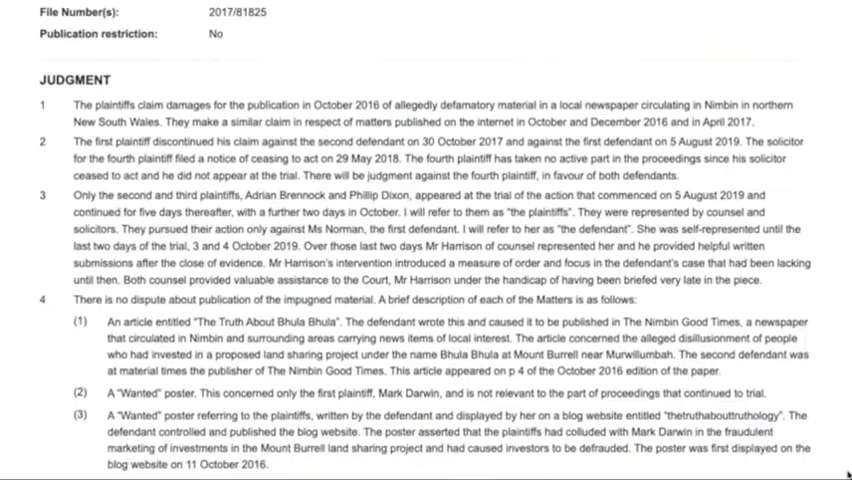 File Number(s): 2017/81825
Publication restriction: No
JUDGMENT
1 The plaintiffs claim damages for the publication in October 2016 of allegedly defamatory material in a local newspaper circulating in Nimbin in northern
New South Wales. They make a similar claim in respect of matters published on the internet in October and December 2016 and in April 2017.
2 The first plaintiff discontinued his claim against the second defendant on 30 October 2017 and against the first defendant on 5 August 2019. The solicitor
for the fourth plaintiff filed a notice of ceasing to act on 29 May 2018. The fourth plaintiff has taken no active part in the proceedings since his solicitor
ceased to act and he did not appear at the trial. There will be judgment against the fourth plaintiff, in favour of both defendants.
3 Only the second and third plaintiffs, Adrian Brennock and Phillip Dixon, appeared at the trial of the action that commenced on 5 August 2019 and
continued for five days thereafter, with a further two days in October. I will refer to them as "the plaintiffs". They were represented by counsel and
solicitors. They pursued their action only against Ms Norman, the first defendant. I will refer to her as "the defendant". She was self-represented until the
last two days of the trial, 3 and 4 October 2019. Over those last two days Mr Harrison of counsel represented her and he provided helpful written
submissions after the close of evidence. Mr Harrison's intervention introduced a measure of order and focus in the defendant's case that had been lacking
until then. Both counsel provided valuable assistance to the Court, Mr Harrison under the handicap of having been briefed very late in the piece.
4 There is no dispute about publication of the impugned material. A brief description of each of the Matters is as follows:
(1) An article entitled "The Truth About Bhula Bhula". The defendant wrote this and caused it to be published in The Nimbin Good Times, a newspaper
that circulated in Nimbin and surrounding areas carrying news items of local interest. The article concerned the alleged disillusionment of people
who had invested in a proposed land sharing project under the name Bhula Bhula at Mount Burrell near Murwillumbah. The second defendant was
at material times the publisher of The Nimbin Good Times. This article appeared on p 4 of the October 2016 edition of the paper.
(2) A "Wanted" poster. This concerned only the first plaintiff, Mark Darwin, and is not relevant to the part of proceedings that continued to trial.
(3) A "Wanted" poster referring to the plaintiffs, written by the defendant and displayed by her on a blog website entitled "thetruthabouttruthology". The
defendant controlled and published the blog website. The poster asserted that the plaintiffs had colluded with Mark Darwin in the fraudulent
marketing of investments in the Mount Burrell land sharing project and had caused investors to be defrauded. The poster was first displayed on the
blog website on 11 October 2016.